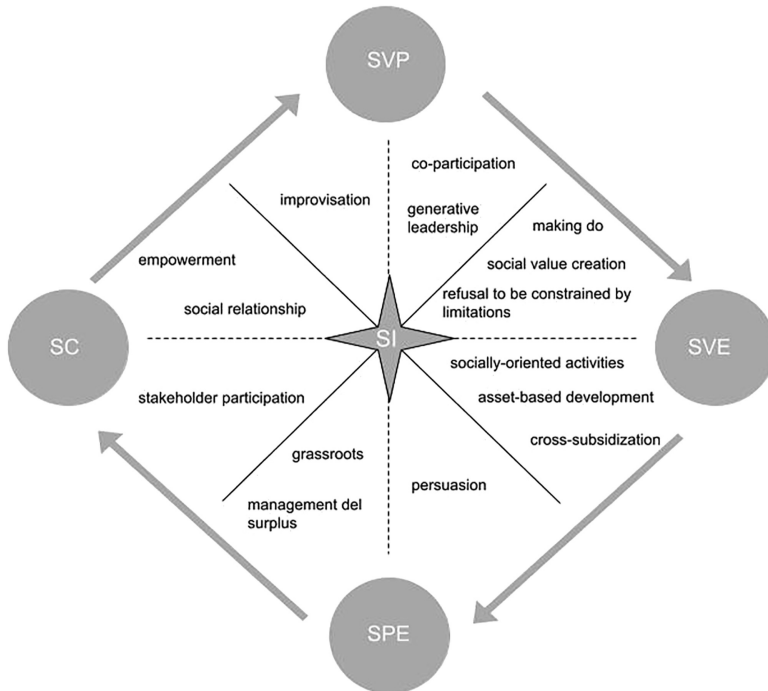 SVP
co-participation
improvisation
generative
leadership
making do
empowerment
social value creation
refusal to be constrained by
limitations
social relationship
SC
SI
SVE
socially-oriented activities
stakeholder participation
asset-based development
cross-subsidization
grassroots
persuasion
management del
surplus
SPE